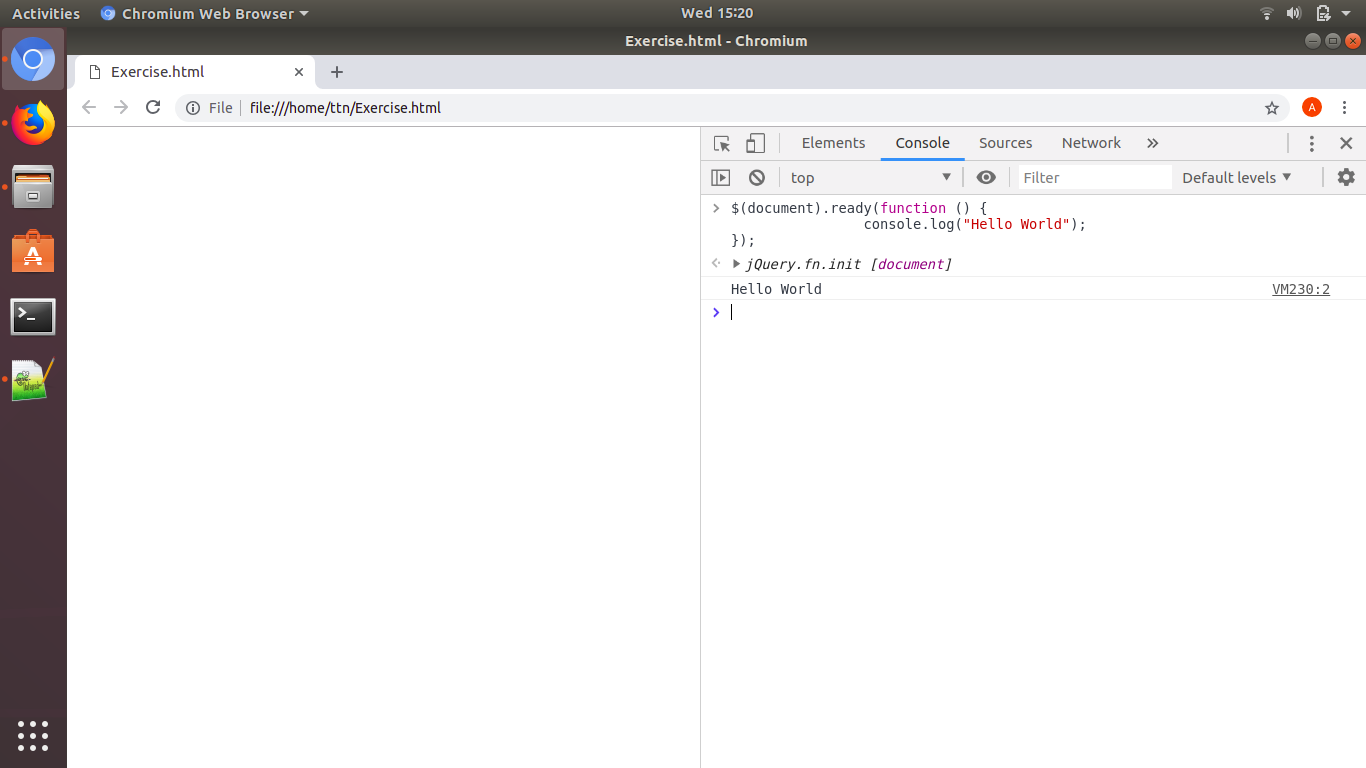 Activities Chromium Web Browser Wed 15:20
Exercise.html - Chromium
Exercise.html
File file:///home/ttn/Exercise.html A
Elements Console Sources Network
top Filter Default levels
$(document).ready(function () {
console.log("Hello World");
});
jQuery.fn.init [document]
Hello World VM230:2